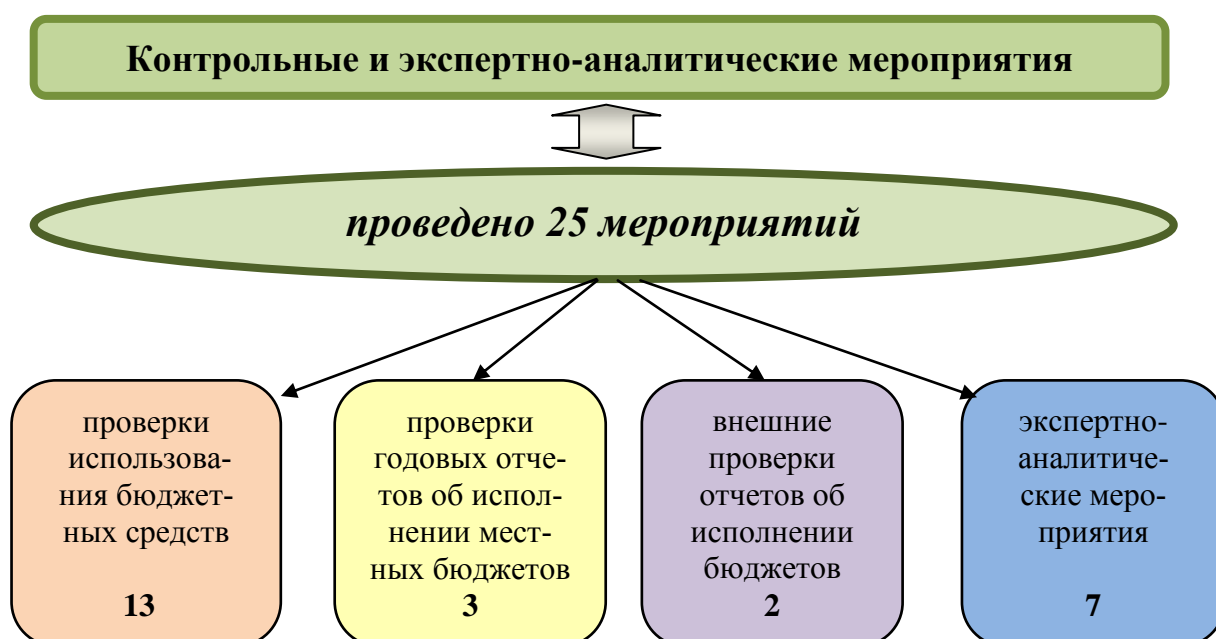 Контрольные и экспертно-аналитические мероприятия
проведено 25 мероприятий
проверки
использова-
ния бюджет-
ных средств
13
проверки
годовых отче-
тов об испол-
нении мест-
ных бюджетов
3
внешние
проверки
отчетов об
исполнении
бюджетов
2
экспертно-
аналитиче-
ские меро-
приятия
7